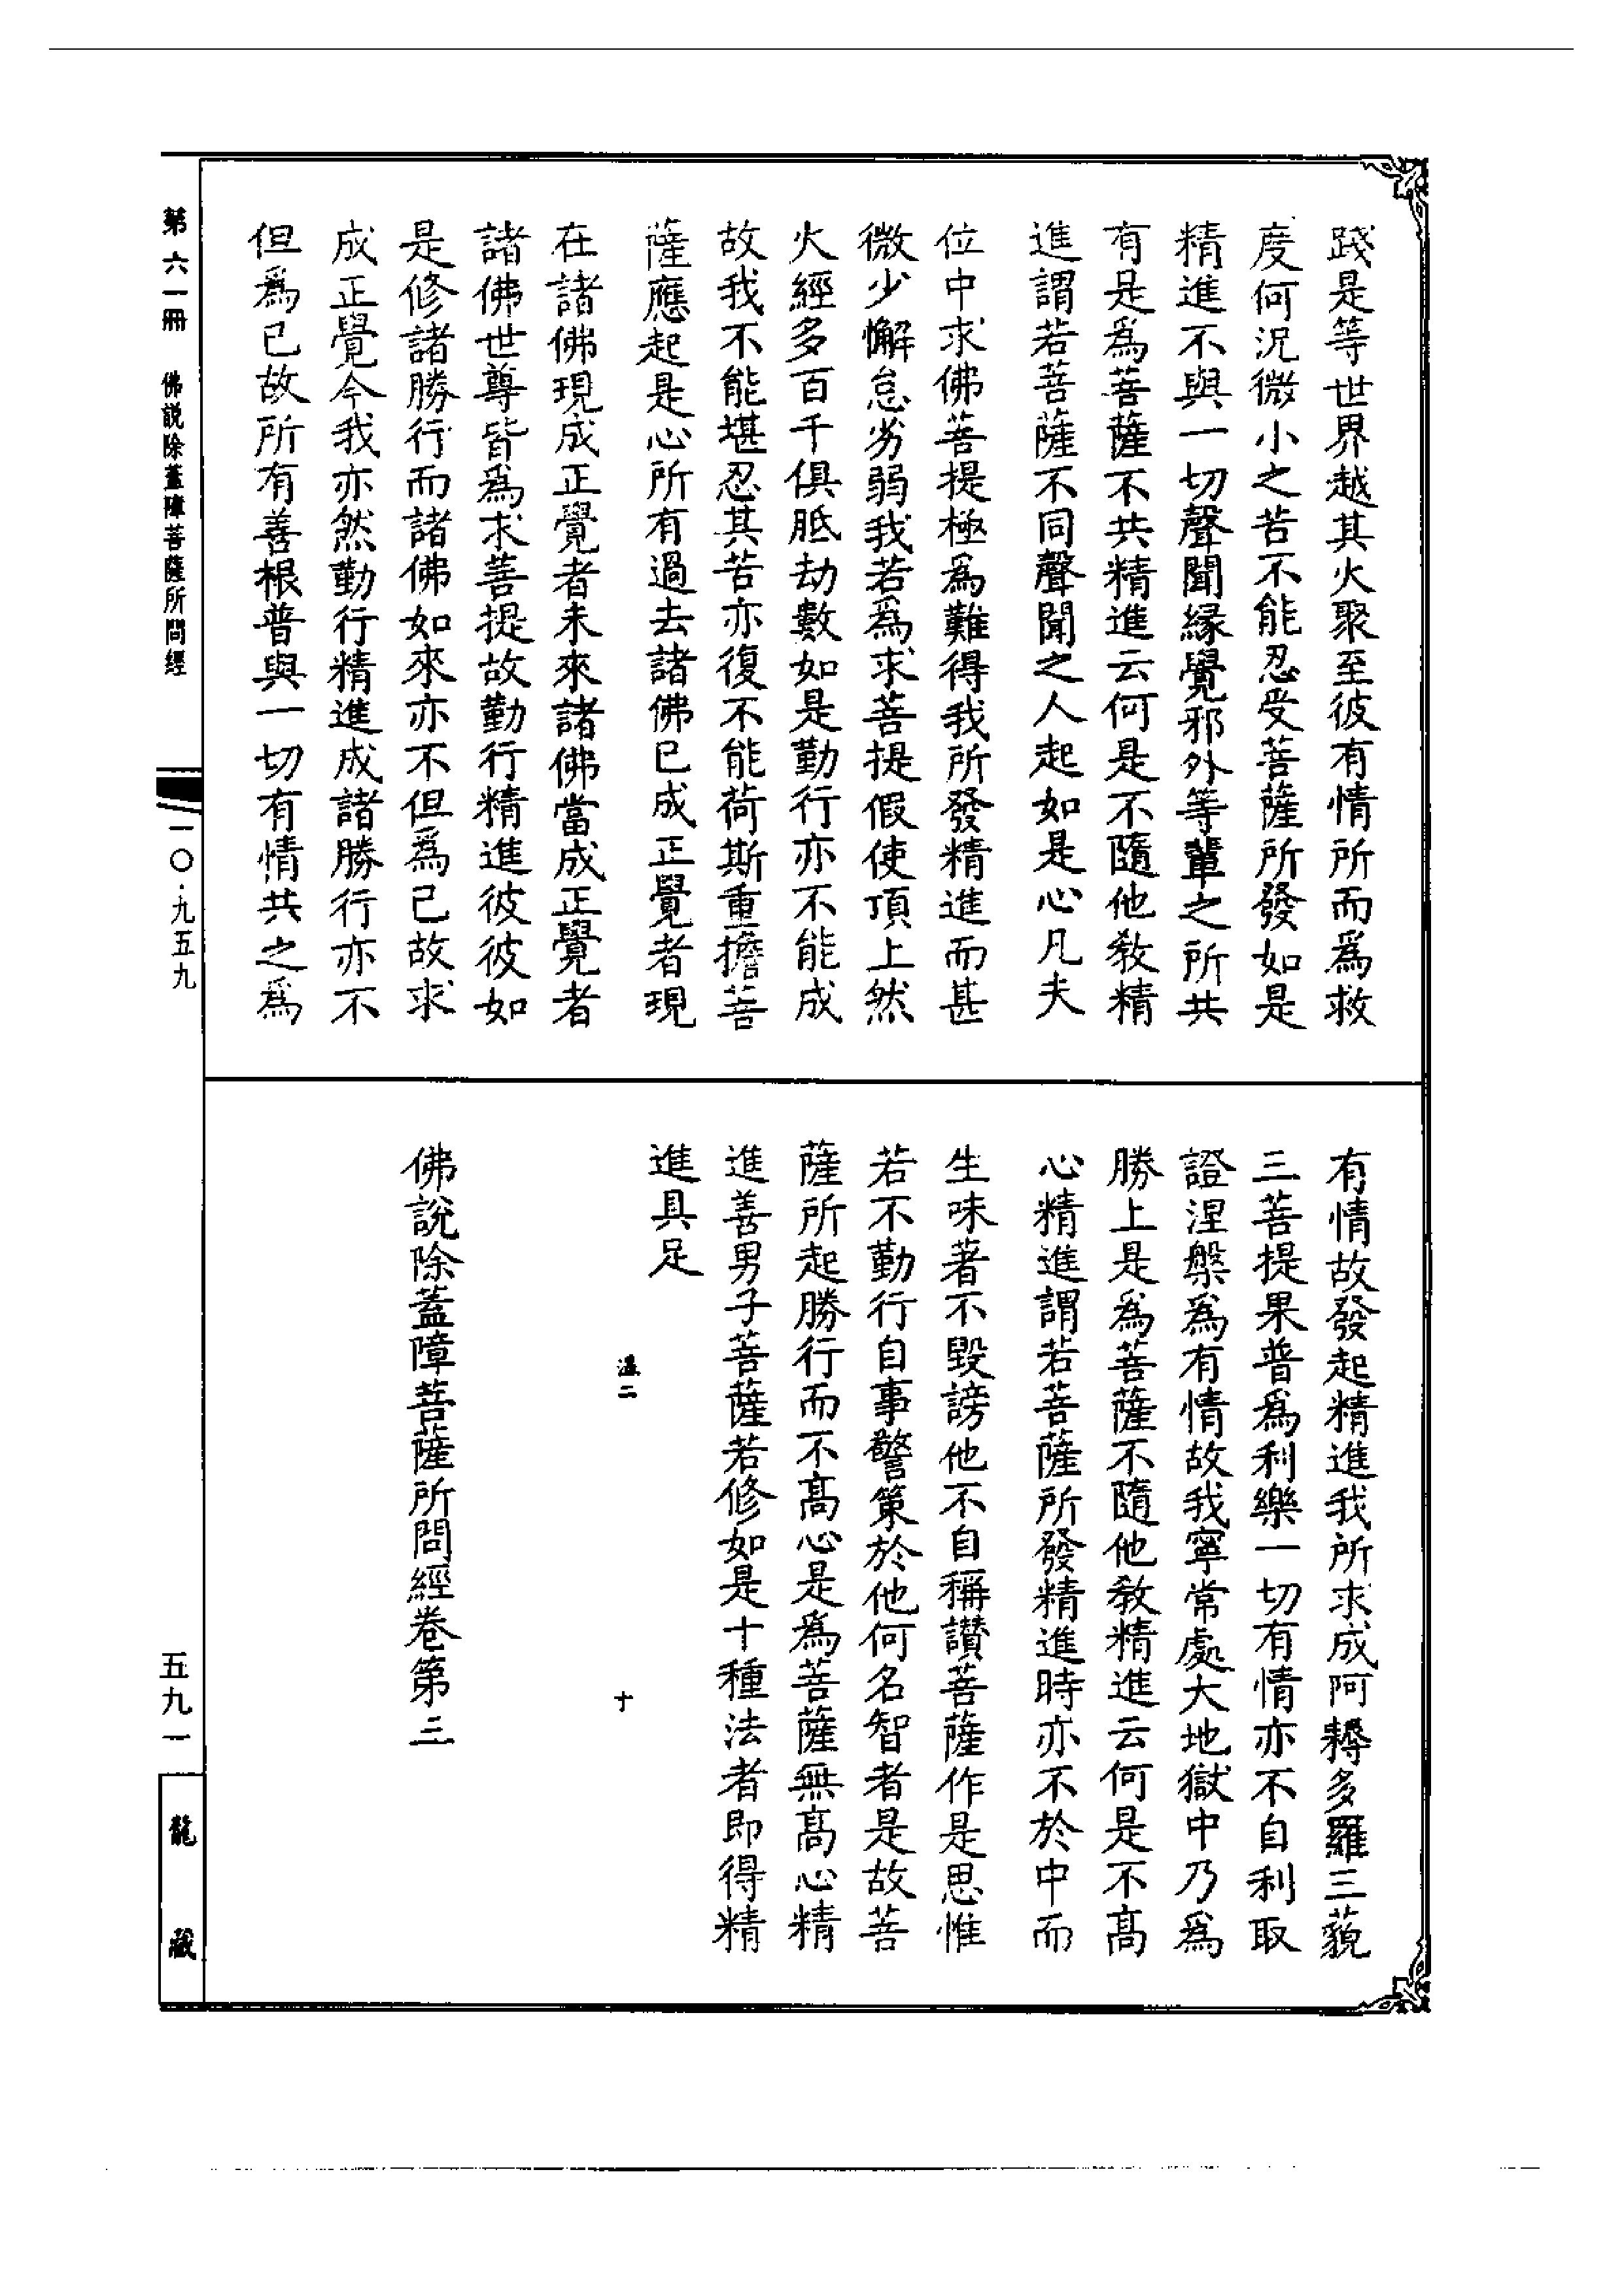 踐是等世界越其火聚至彼有情所而爲救
度何況微小之苦不能忍受菩薩所發如是
精進不與一切聲聞緣覺邪外等輩之所共
有是爲菩薩不共精進云何是不隨他教精
進謂若菩薩不同聲聞之人起如是心凡夫
位中求佛菩提極爲難得我所發精進而甚
微少懈怠劣弱我若爲求菩提假使頂上然
火經多百千俱胝劫數如是勤行亦不能成
故我不能堪忍其苦亦復不能荷斯重擔菩
薩應起是心所有過去諸佛已成正覺者現
在諸佛現成正覺者未來諸佛當成正覺者
諸佛世尊皆爲求菩提故勤行精進彼彼如
是修諸勝行而諸佛如來亦不但爲己故求
成正覺今我亦然勤行精進成諸勝行亦不
但爲已故所有善根普與一切有情共之爲
有情故發起精進我所求成阿耨多羅三藐
三菩提果普爲利樂一切有情亦不自利取
證涅槃爲有情故我寧常處大地獄中乃爲
勝上是爲菩薩不隨他教精進云何是不高
心精進謂若菩薩所發精進時亦不於中而
生味著不毀謗他不自稱讚菩薩作是思惟
若不勤行自事警策於他何名智者是故菩
薩所起勝行而不高心是爲菩薩無高心精
進善男子菩薩若修如是十種法者即得精
進具足
溫二 十
佛說除蓋障菩薩所問經卷第三
第六一冊 佛說除蓋障菩薩所問經
一〇·九五九
五九一
龍藏